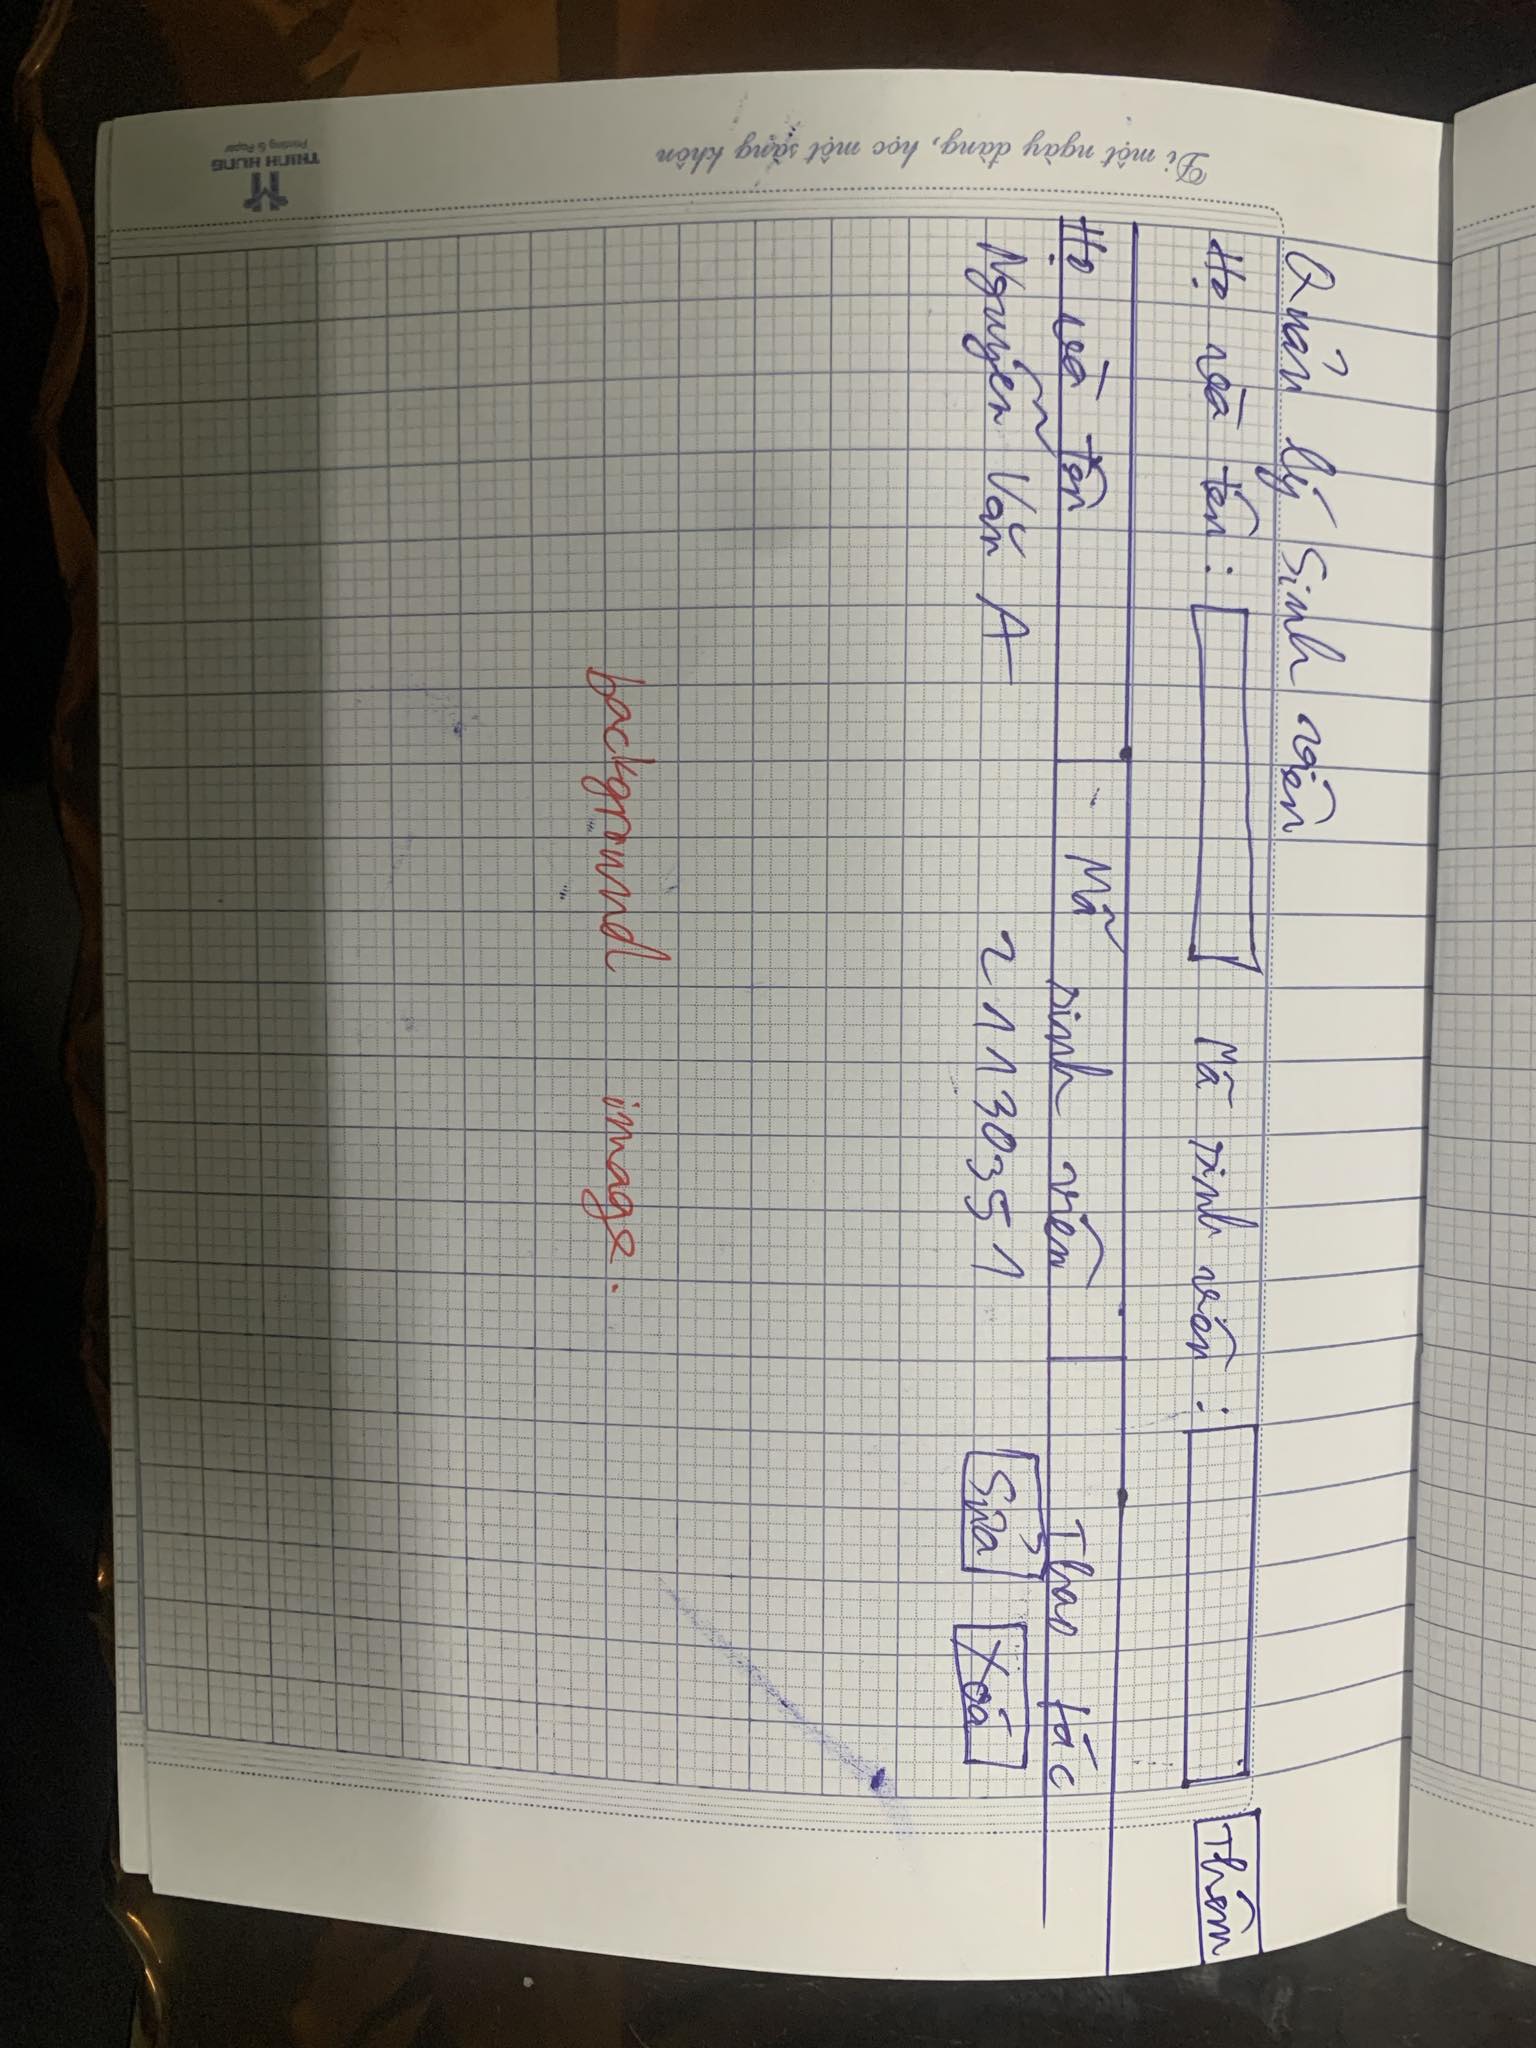 Quản lý Sinh viên
Họ và tên : Mã sinh viên : Thêm
Họ và tên Mã sinh viên Thao tác
Nguyễn Văn A 21130351 Sửa Xoá
background image.
Đi một ngày đàng, học một sàng khôn
THINH HUNG
Printing & Paper